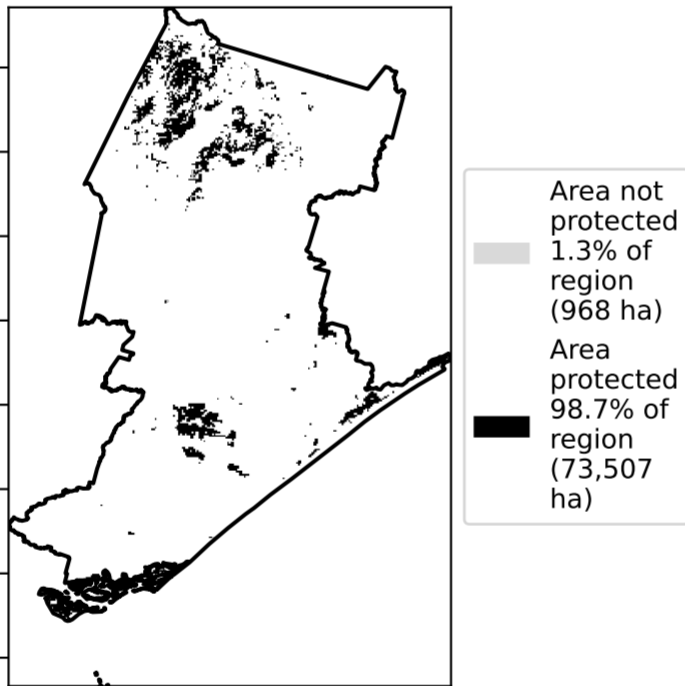 Area not
protected
1.3% of
region
(968 ha)
Area
protected
98.7% of
region
(73,507
ha)